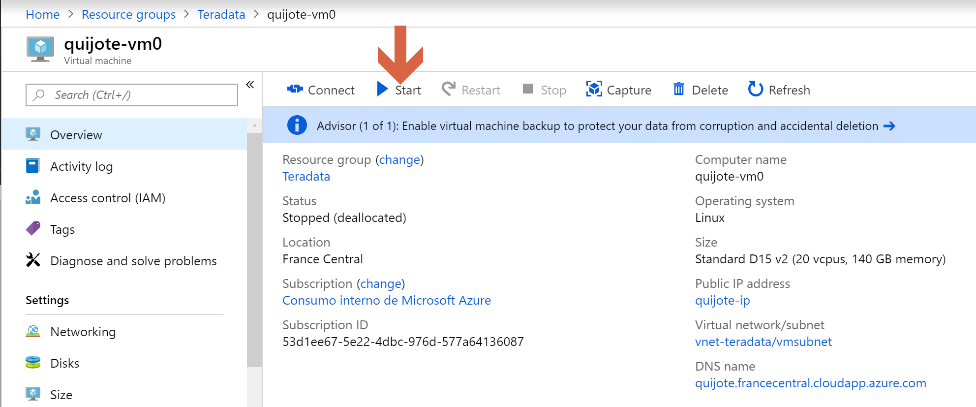 Home > Resource groups > Teradata > quijote-vm0
quijote-vm0
Virtual machine
Search (Ctrl+/)
«
Overview
Activity log
Access control (IAM)
Tags
Diagnose and solve problems
Settings
Networking
Disks
Size
Connect Start Restart Stop Capture Delete Refresh
Advisor (1 of 1): Enable virtual machine backup to protect your data from corruption and accidental deletion →
Resource group (change)
Teradata
Status
Stopped (deallocated)
Location
France Central
Subscription (change)
Consumo interno de Microsoft Azure
Subscription ID
53d1ee67-5e22-4dbc-976d-577a64136087
Computer name
quijote-vm0
Operating system
Linux
Size
Standard D15 v2 (20 vcpus, 140 GB memory)
Public IP address
quijote-ip
Virtual network/subnet
vnet-teradata/vmsubnet
DNS name
quijote.francecentral.cloudapp.azure.com